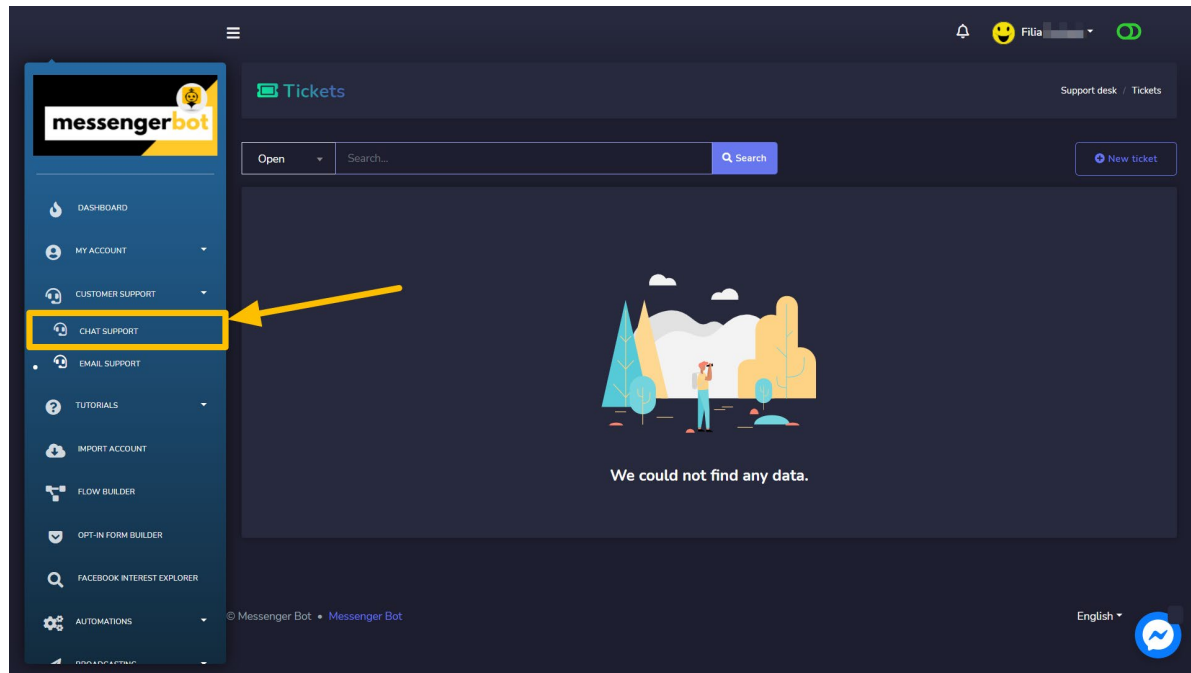 Filia
messengerbot
Tickets
Support desk / Tickets
Open
Search...
Search
New ticket
DASHBOARD
MY ACCOUNT
CUSTOMER SUPPORT
CHAT SUPPORT
EMAIL SUPPORT
TUTORIALS
IMPORT ACCOUNT
FLOW BUILDER
OPT-IN FORM BUILDER
FACEBOOK INTEREST EXPLORER
AUTOMATIONS
BROADCASTING
We could not find any data.
© Messenger Bot • Messenger Bot
English